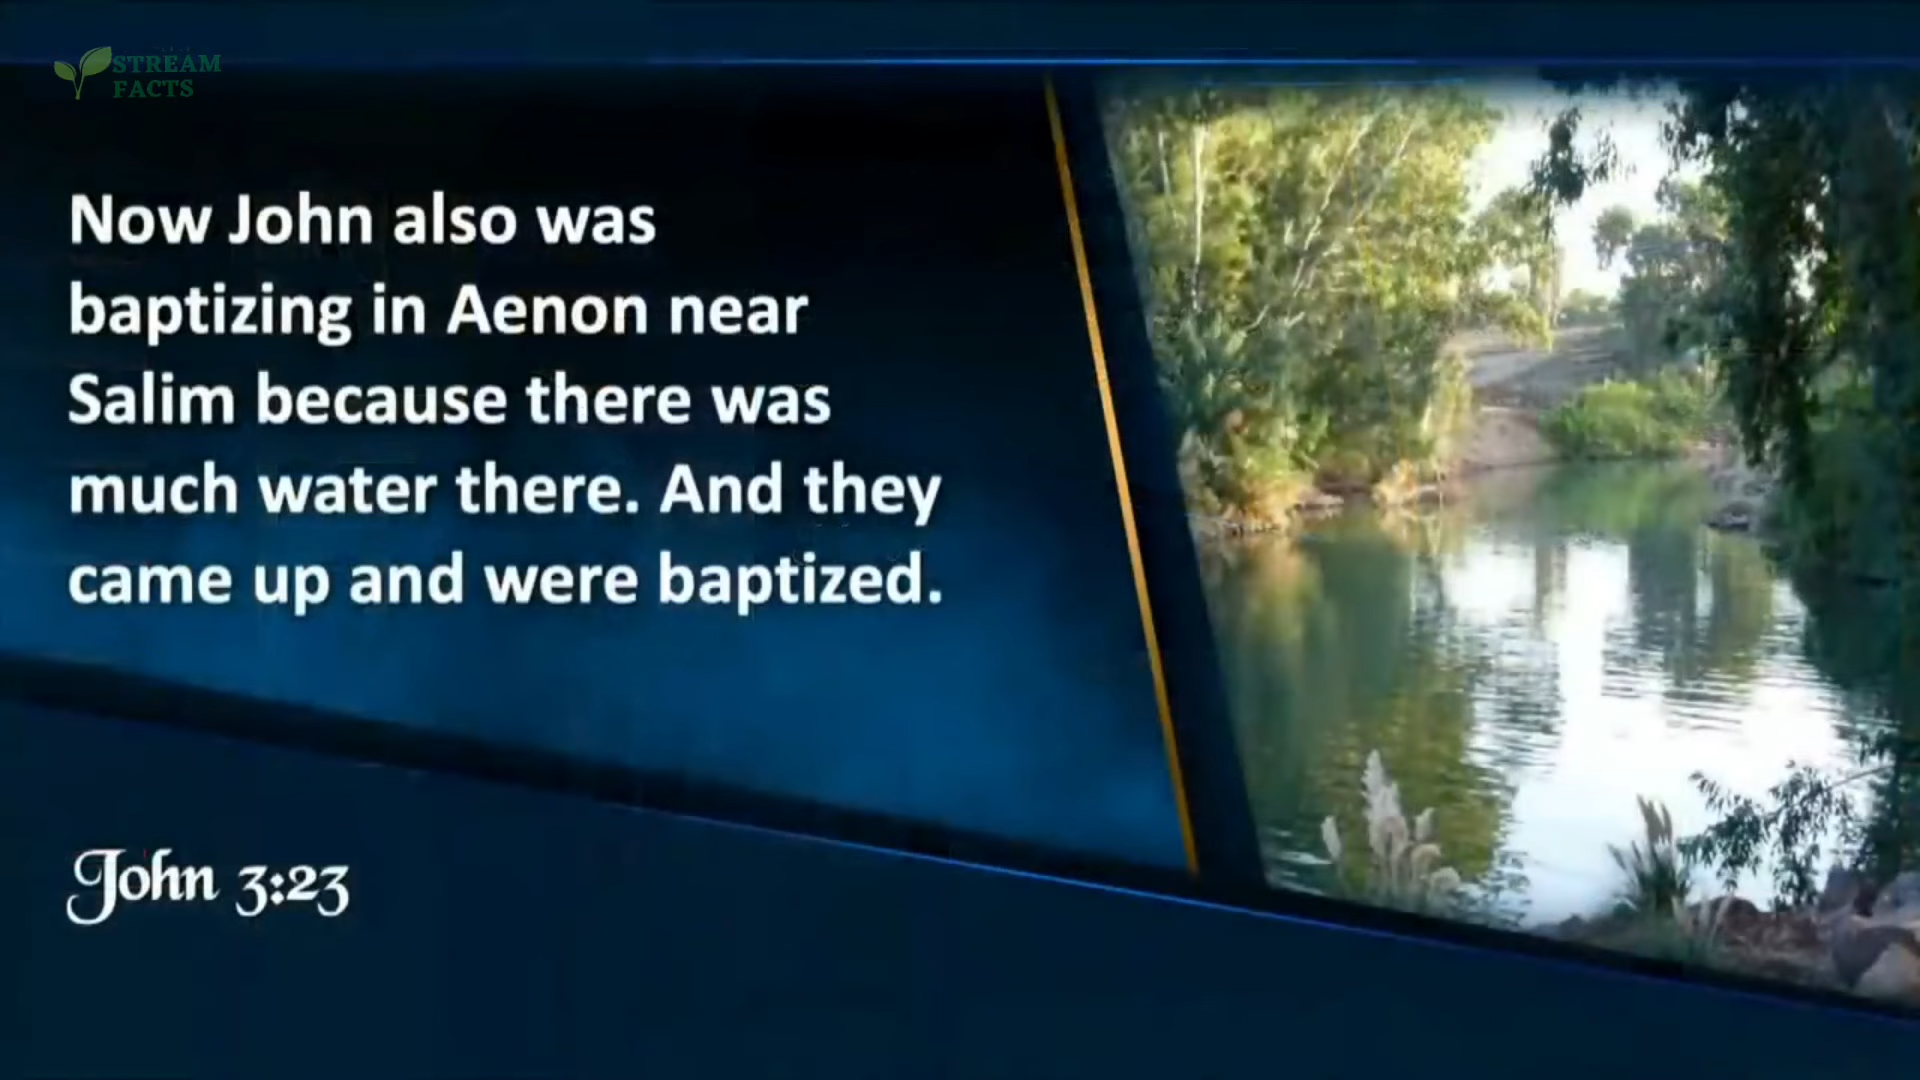 STREAM
FACTS
Now John also was
baptizing in Aenon near
Salim because there was
much water there. And they
came up and were baptized.
John 3:23